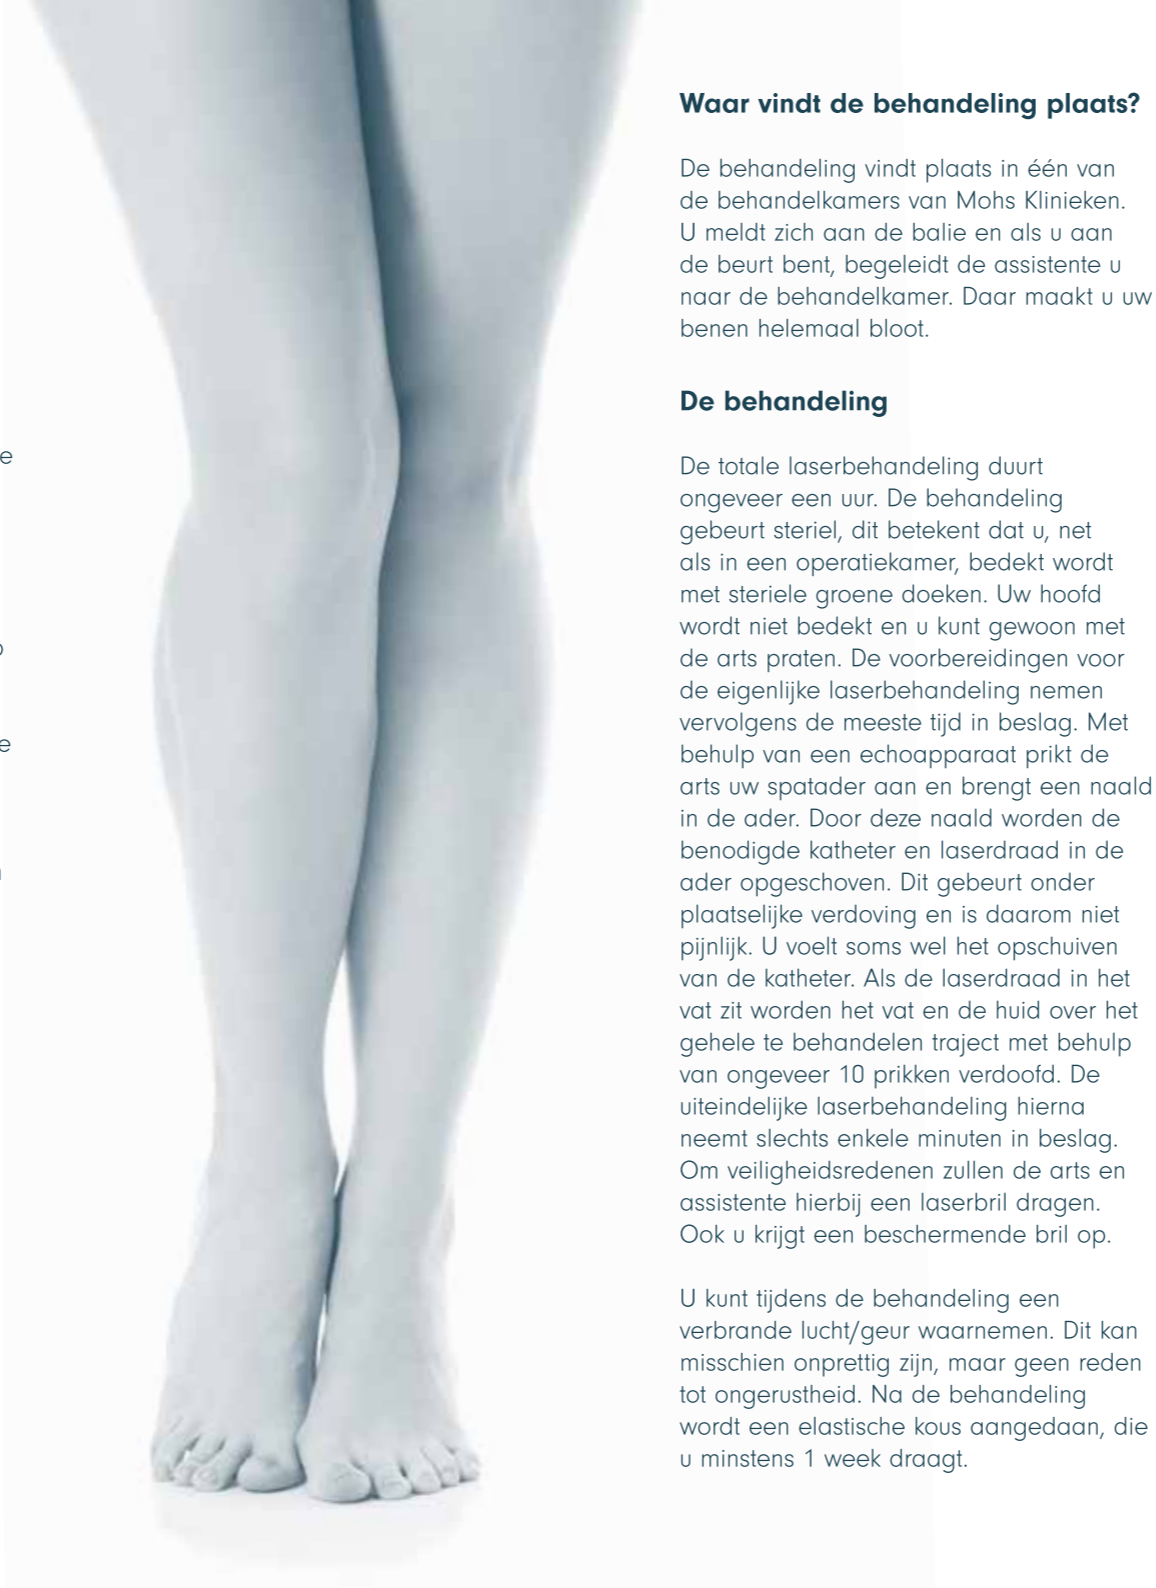 Waar vindt de behandeling plaats?
De behandeling vindt plaats in één van
de behandelkamers van Mohs Klinieken.
U meldt zich aan de balie en als u aan
de beurt bent, begeleidt de assistente u
naar de behandelkamer. Daar maakt u uw
benen helemaal bloot.
De behandeling
De totale laserbehandeling duurt
ongeveer een uur. De behandeling
gebeurt steriel, dit betekent dat u, net
als in een operatiekamer, bedekt wordt
met steriele groene doeken. Uw hoofd
wordt niet bedekt en u kunt gewoon met
de arts praten. De voorbereidingen voor
de eigenlijke laserbehandeling nemen
vervolgens de meeste tijd in beslag. Met
behulp van een echoapparaat prikt de
arts uw spatader aan en brengt een naald
in de ader. Door deze naald worden de
benodigde katheter en laserdraad in de
ader opgeschoven. Dit gebeurt onder
plaatselijke verdoving en is daarom niet
pijnlijk. U voelt soms wel het opschuiven
van de katheter. Als de laserdraad in het
vat zit worden het vat en de huid over het
gehele te behandelen traject met behulp
van ongeveer 10 prikken verdoofd. De
uiteindelijke laserbehandeling hierna
neemt slechts enkele minuten in beslag.
Om veiligheidsredenen zullen de arts en
assistente hierbij een laserbril dragen.
Ook u krijgt een beschermende bril op.
U kunt tijdens de behandeling een
verbrande lucht/geur waarnemen. Dit kan
misschien onprettig zijn, maar geen reden
tot ongerustheid. Na de behandeling
wordt een elastische kous aangedaan, die
u minstens 1 week draagt.